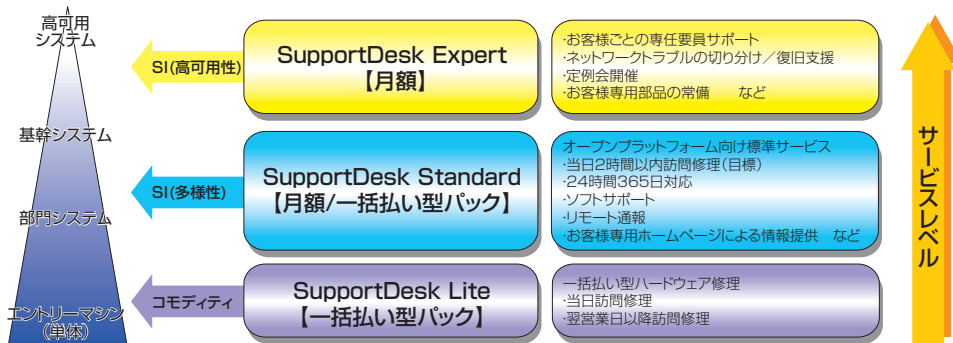 高可用
システム
SI(高可用性)
SupportDesk Expert
【月額】
·お客様ごとの専任要員サポート
·ネットワークトラブルの切り分け／復旧支援
·定例会開催
·お客様専用部品の常備　など
基幹システム
部門システム
SI(多様性)
SupportDesk Standard
【月額/一括払い型パック】
オープンプラットフォーム向け標準サービス
·当日2時間以内訪問修理(目標)
·24時間365日対応
·ソフトサポート
·リモート通報
·お客様専用ホームページによる情報提供　など
エントリーマシン
(単体)
コモディティ
SupportDesk Lite
【一括払い型パック】
一括払い型ハードウェア修理
·当日訪問修理
·翌営業日以降訪問修理
サービスレベル